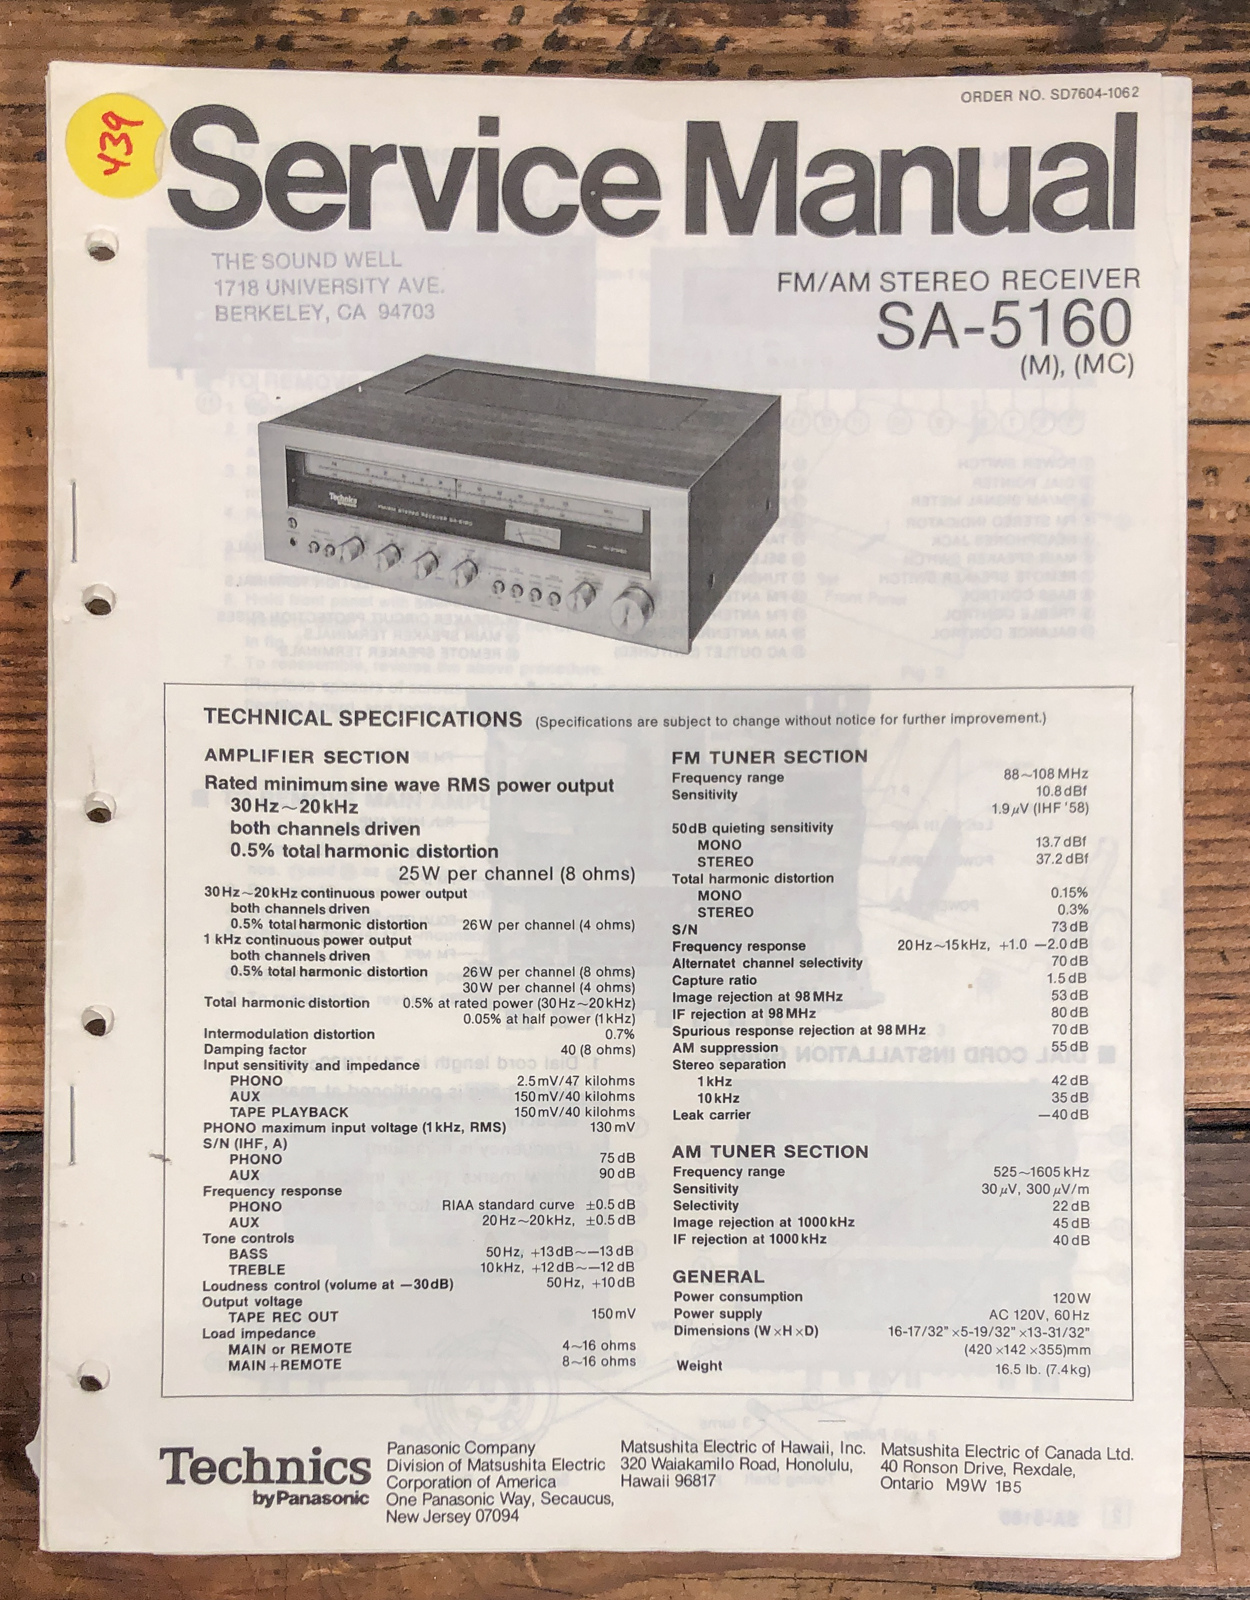 ORDER NO. SD7604-1062
439
Service Manual
THE SOUND WELL
1718 UNIVERSITY AVE.
BERKELEY, CA 94703
FM/AM STEREO RECEIVER
SA-5160
(M), (MC)
Technics
FM/AM STEREO RECEIVER SA-5160
TECHNICAL SPECIFICATIONS (Specifications are subject to change without notice for further improvement.)
AMPLIFIER SECTION
Rated minimum sine wave RMS power output
30Hz~20kHz
both channels driven
0.5% total harmonic distortion
25W per channel (8 ohms)
30Hz~20kHz continuous power output
both channels driven
0.5% total harmonic distortion 26W per channel (4 ohms)
1 kHz continuous power output
both channels driven
0.5% total harmonic distortion 26W per channel (8 ohms)
30W per channel (4 ohms)
Total harmonic distortion 0.5% at rated power (30Hz~20kHz)
0.05% at half power (1kHz)
Intermodulation distortion 0.7%
Damping factor 40 (8 ohms)
Input sensitivity and impedance
PHONO 2.5mV/47 kilohms
AUX 150mV/40 kilohms
TAPE PLAYBACK 150mV/40 kilohms
PHONO maximum input voltage (1kHz, RMS) 130mV
S/N (IHF, A)
PHONO 75dB
AUX 90dB
Frequency response
PHONO RIAA standard curve ±0.5dB
AUX 20Hz~20kHz, ±0.5dB
Tone controls
BASS 50Hz, +13dB~−13dB
TREBLE 10kHz, +12dB~−12dB
Loudness control (volume at −30dB) 50Hz, +10dB
Output voltage
TAPE REC OUT 150mV
Load impedance
MAIN or REMOTE 4~16 ohms
MAIN+REMOTE 8~16 ohms
FM TUNER SECTION
Frequency range 88~108MHz
Sensitivity 10.8dBf
1.9μV (IHF '58)
50dB quieting sensitivity
MONO 13.7dBf
STEREO 37.2dBf
Total harmonic distortion
MONO 0.15%
STEREO 0.3%
S/N 73dB
Frequency response 20Hz~15kHz, +1.0 −2.0dB
Alternatet channel selectivity 70dB
Capture ratio 1.5dB
Image rejection at 98MHz 53dB
IF rejection at 98MHz 80dB
Spurious response rejection at 98MHz 70dB
AM suppression 55dB
Stereo separation
1kHz 42dB
10kHz 35dB
Leak carrier −40dB
AM TUNER SECTION
Frequency range 525~1605kHz
Sensitivity 30μV, 300μV/m
Selectivity 22dB
Image rejection at 1000kHz 45dB
IF rejection at 1000kHz 40dB
GENERAL
Power consumption 120W
Power supply AC 120V, 60Hz
Dimensions (W×H×D) 16-17/32" ×5-19/32" ×13-31/32"
(420 ×142 ×355)mm
Weight 16.5 lb. (7.4kg)
Technics
by Panasonic
Panasonic Company
Division of Matsushita Electric
Corporation of America
One Panasonic Way, Secaucus,
New Jersey 07094
Matsushita Electric of Hawaii, Inc.
320 Waiakamilo Road, Honolulu,
Hawaii 96817
Matsushita Electric of Canada Ltd.
40 Ronson Drive, Rexdale,
Ontario M9W 1B5